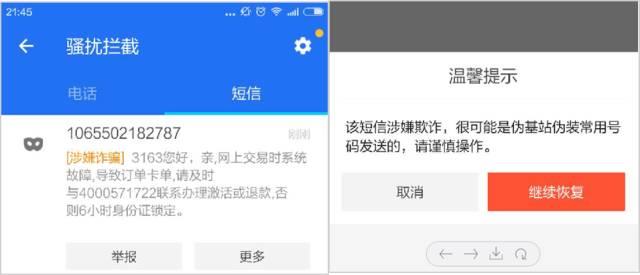 21:45
骚扰拦截
电话
短信
1065502182787
刚刚
[涉嫌诈骗] 3163您好，亲,网上交易时系统
故障,导致订单卡单,请及时
与4000571722联系办理激活或退款,否
则6小时身份证锁定。
举报
更多
温馨提示
该短信涉嫌欺诈，很可能是伪基站伪装常用号
码发送的，请谨慎操作。
取消
继续恢复